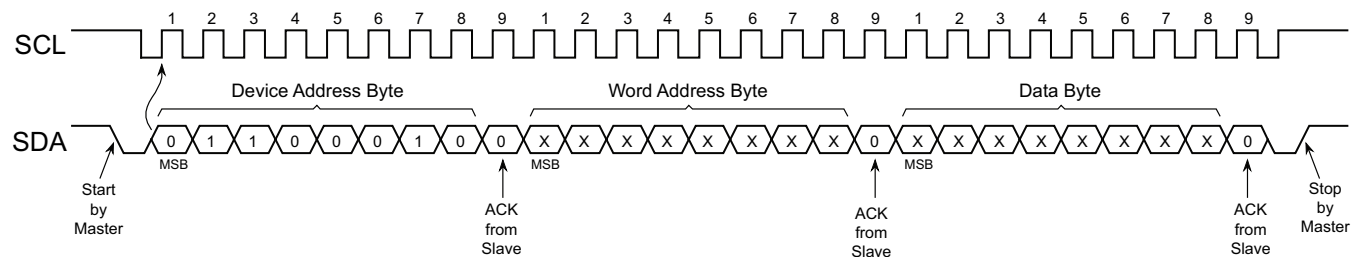 1 2 3 4 5 6 7 8 9 1 2 3 4 5 6 7 8 9 1 2 3 4 5 6 7 8 9
SCL
Device Address Byte Word Address Byte Data Byte
SDA 0 1 1 0 0 0 1 0 0 X X X X X X X X 0 X X X X X X X X 0
MSB MSB MSB
Start
by
Master
ACK
from
Slave
ACK
from
Slave
ACK
from
Slave
Stop
by
Master